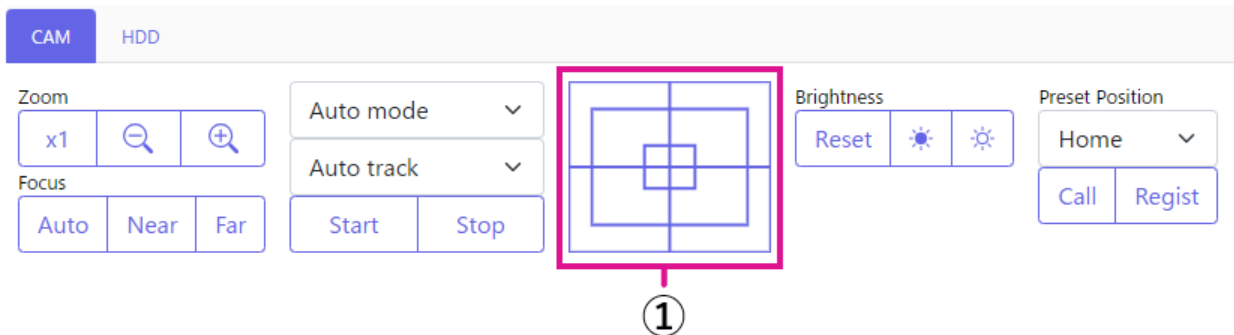 CAM HDD
Zoom
x1
Focus
Auto Near Far
Auto mode
Auto track
Start Stop
Brightness
Reset
Preset Position
Home
Call Regist
①